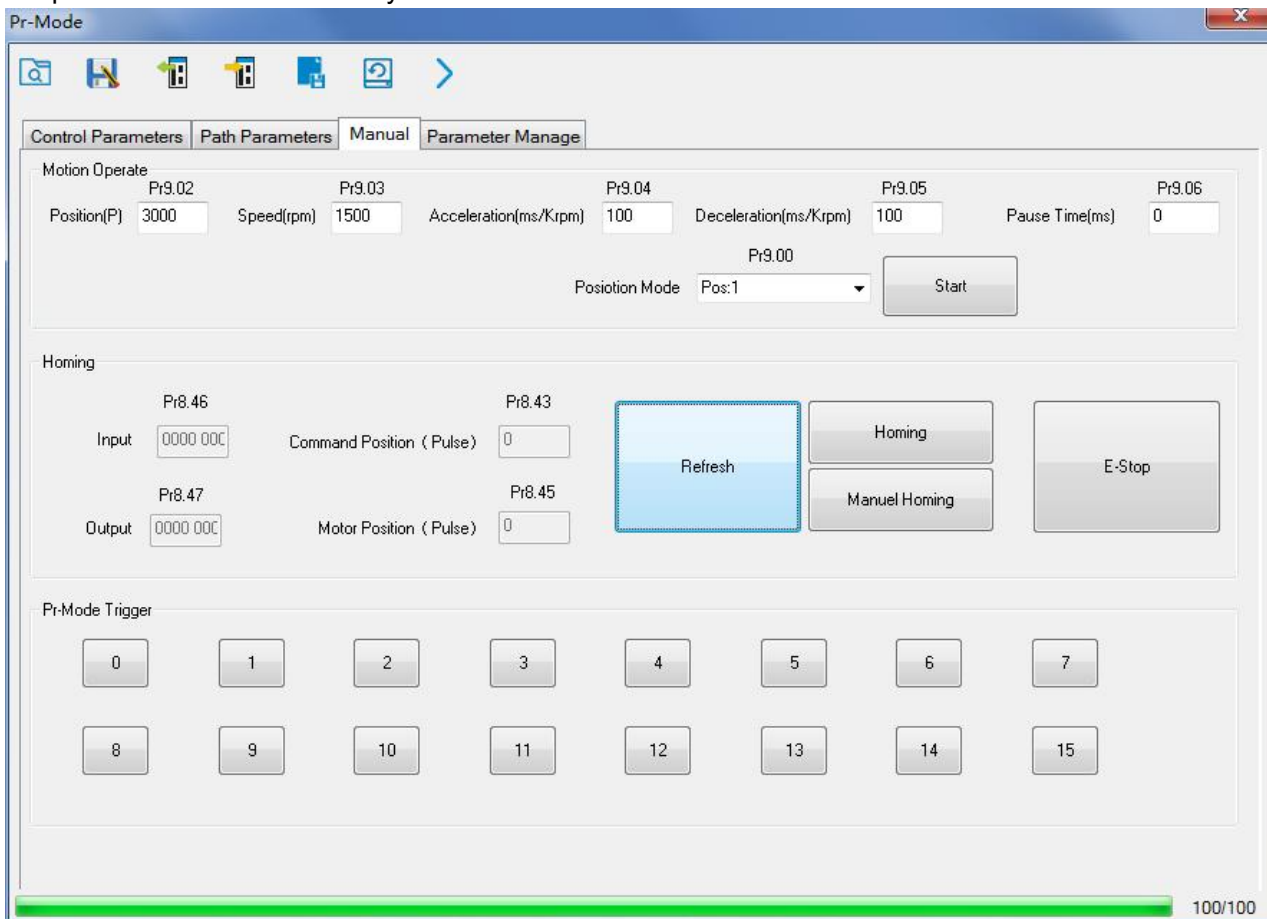 Pr-Mode
Control Parameters Path Parameters Manual Parameter Manage
Motion Operate
Pr9.02 Pr9.03 Pr9.04 Pr9.05 Pr9.06
Position(P) 3000 Speed(rpm) 1500 Acceleration(ms/Krpm) 100 Deceleration(ms/Krpm) 100 Pause Time(ms) 0
Pr9.00
Posiotion Mode Pos:1 Start
Homing
Pr8.46 Pr8.43
Input 0000 000 Command Position ( Pulse ) 0
Refresh Homing E-Stop
Pr8.47 Pr8.45
Manuel Homing
Output 0000 000 Motor Position ( Pulse ) 0
Pr-Mode Trigger
0 1 2 3 4 5 6 7
8 9 10 11 12 13 14 15
100/100